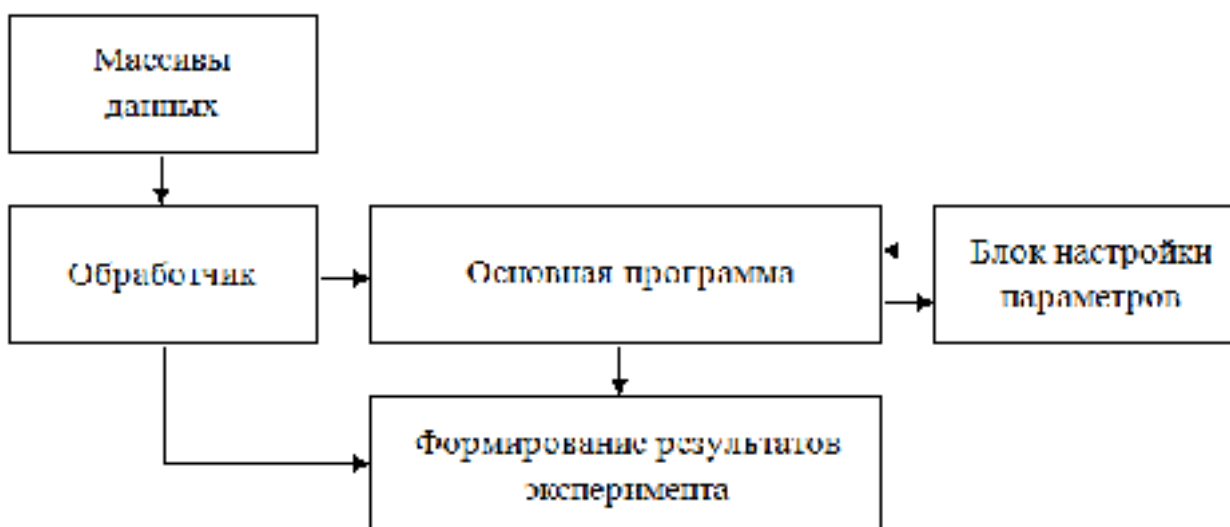 Массивы
данных
Обработчик
Основная программа
Блок настройки
параметров
Формирование результатов
эксперимента